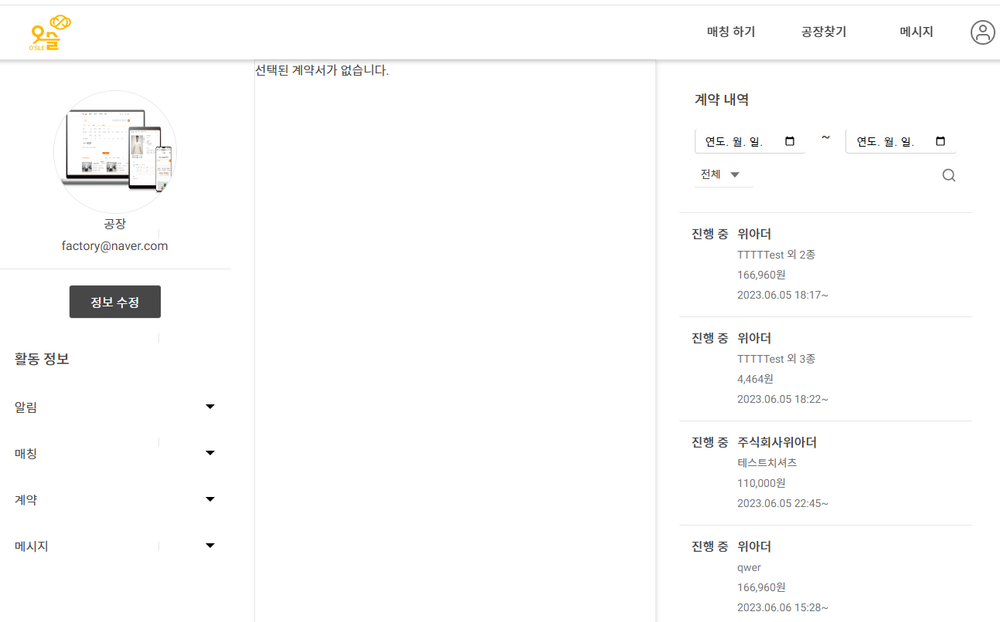 오슬
O'SLE
매칭 하기
공장찾기
메시지
공장
factory@naver.com
정보 수정
활동 정보
알림
매칭
계약
메시지
선택된 계약서가 없습니다.
계약 내역
연도. 월. 일.
~
연도. 월. 일.
전체
진행 중 위아더
TTTTTest 외 2종
166,960원
2023.06.05 18:17~
진행 중 위아더
TTTTTest 외 3종
4,464원
2023.06.05 18:22~
진행 중 주식회사위아더
테스트치셔츠
110,000원
2023.06.05 22:45~
진행 중 위아더
qwer
166,960원
2023.06.06 15:28~